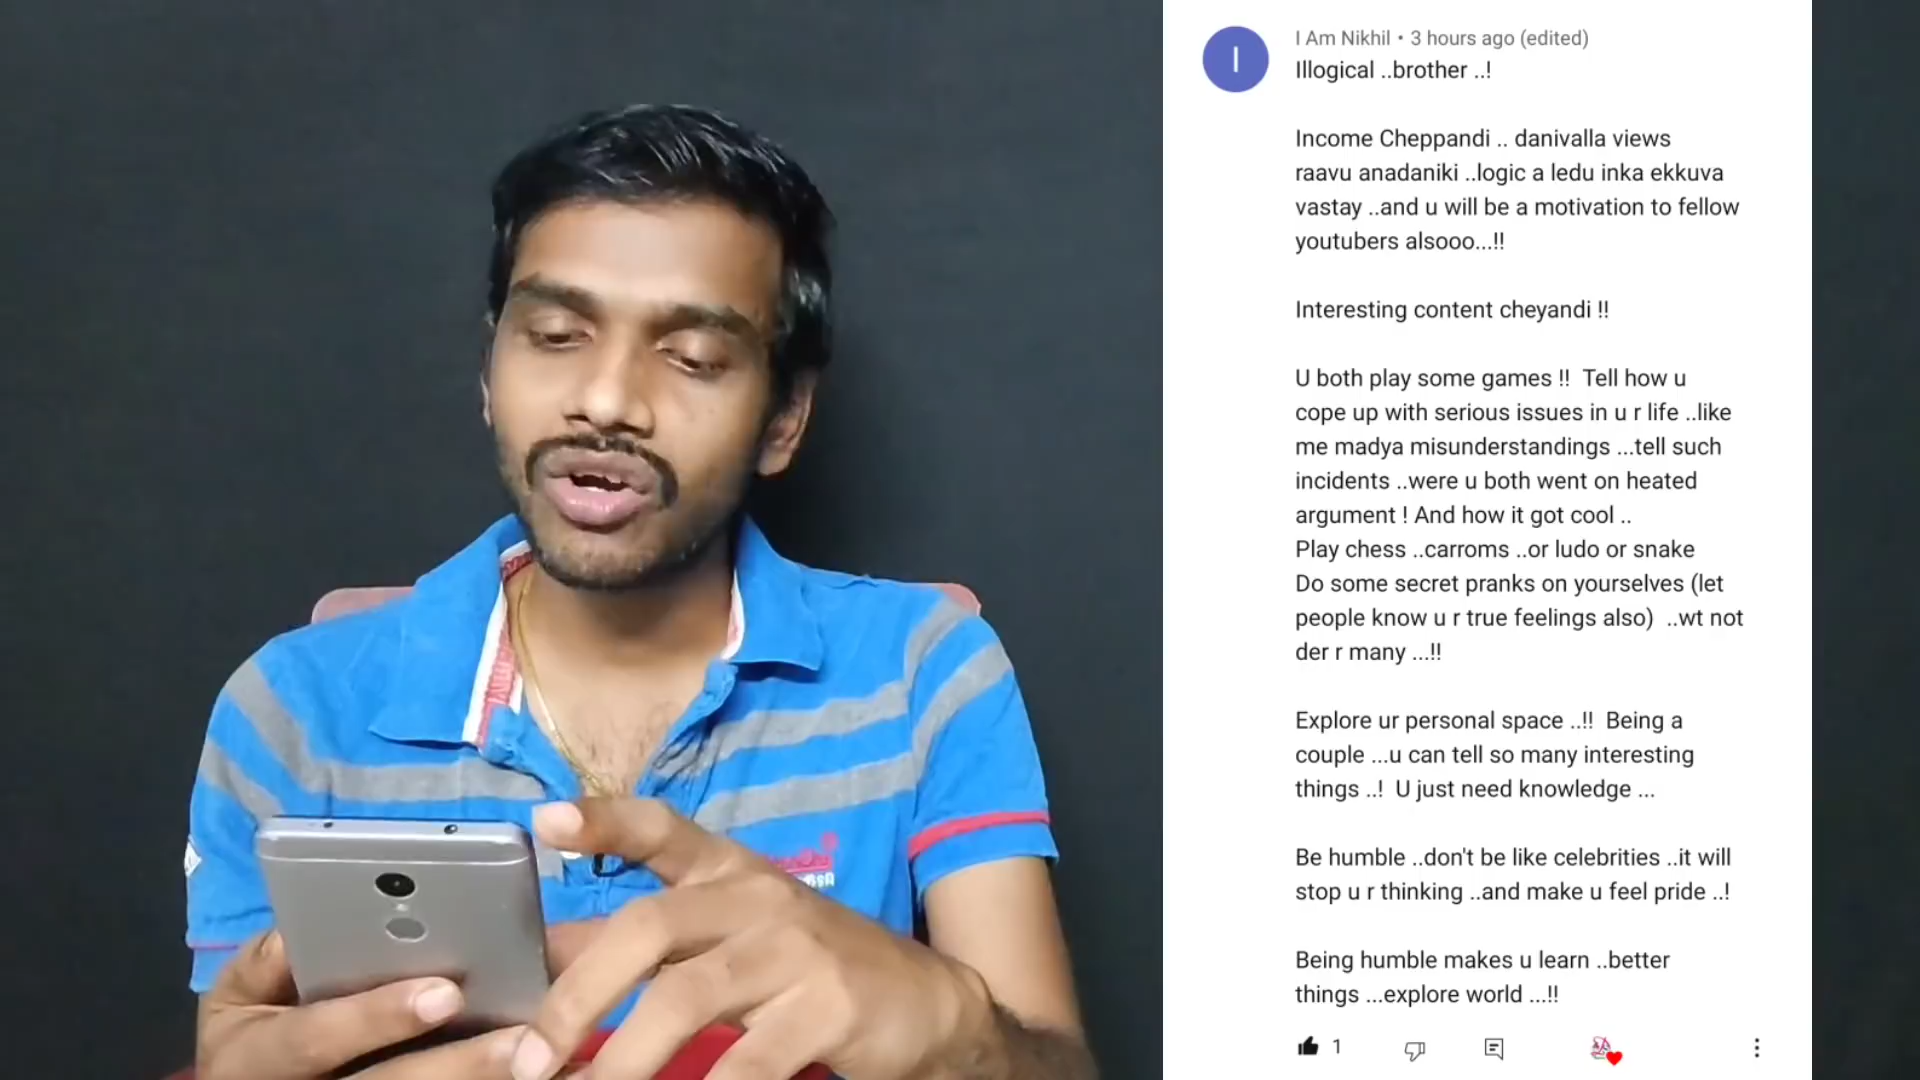 I
I Am Nikhil • 3 hours ago (edited)
Illogical ..brother ..!
Income Cheppandi .. danivalla views
raavu anadaniki ..logic a ledu inka ekkuva
vastay ..and u will be a motivation to fellow
youtubers alsooo...!!
Interesting content cheyandi !!
U both play some games !!  Tell how u
cope up with serious issues in u r life ..like
me madya misunderstandings ...tell such
incidents ..were u both went on heated
argument ! And how it got cool ..
Play chess ..carroms ..or ludo or snake
Do some secret pranks on yourselves (let
people know u r true feelings also)  ..wt not
der r many ...!!
Explore ur personal space ..!!  Being a
couple ...u can tell so many interesting
things ..!  U just need knowledge ...
Be humble ..don't be like celebrities ..it will
stop u r thinking ..and make u feel pride ..!
Being humble makes u learn ..better
things ...explore world ...!!
1